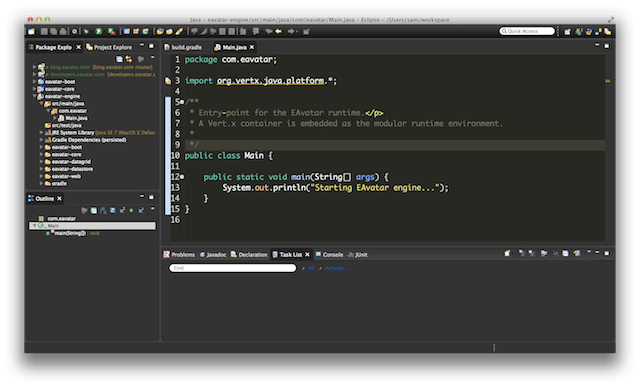 Java - eavatar-engine/src/main/java/com/eavatar/Main.java - Eclipse - /Users/sam/workspace
Quick Access
Package Explo
Project Explore
blog.eavatar.com [blog.eavatar.com master]
developers.eavatar.com [developers.eavatar.
eavatar-boot
eavatar-core
eavatar-engine
src/main/java
com.eavatar
Main.java
src/test/java
JRE System Library [Java SE 7 (MacOS X Defau
Gradle Dependencies (persisted)
eavatar-boot
eavatar-core
eavatar-datagrid
eavatar-datastore
eavatar-web
gradle
Outline
com.eavatar
Main
main(String[]) : void
build.gradle
Main.java
1 package com.eavatar;
2
3 import org.vertx.java.platform.*;
4
5 /**
6 * Entry-point for the EAvatar runtime.</p>
7 * A Vert.x container is embedded as the modular runtime environment.
8 *
9 */
10 public class Main {
11
12 public static void main(String[] args) {
13 System.out.println("Starting EAvatar engine...");
14 }
15 }
16
Problems
Javadoc
Declaration
Task List
Console
JUnit
Find
All
Activate...